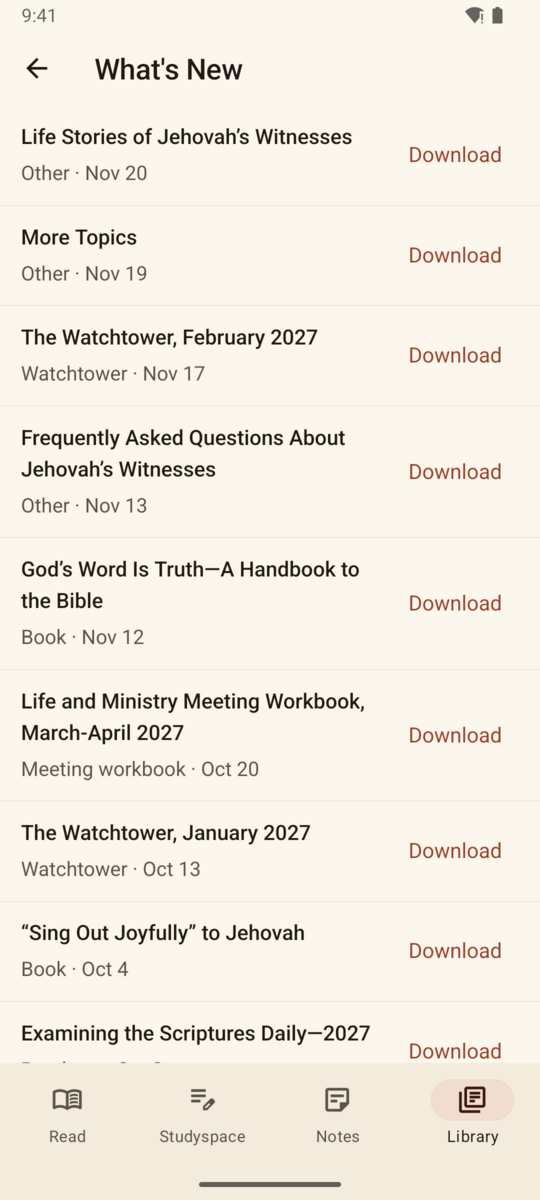 9:41
What's New
Life Stories of Jehovah’s Witnesses
Other · Nov 20
Download
More Topics
Other · Nov 19
Download
The Watchtower, February 2027
Watchtower · Nov 17
Download
Frequently Asked Questions About
Jehovah’s Witnesses
Other · Nov 13
Download
God’s Word Is Truth—A Handbook to
the Bible
Book · Nov 12
Download
Life and Ministry Meeting Workbook,
March-April 2027
Meeting workbook · Oct 20
Download
The Watchtower, January 2027
Watchtower · Oct 13
Download
“Sing Out Joyfully” to Jehovah
Book · Oct 4
Download
Examining the Scriptures Daily—2027
Download
Read
Studyspace
Notes
Library